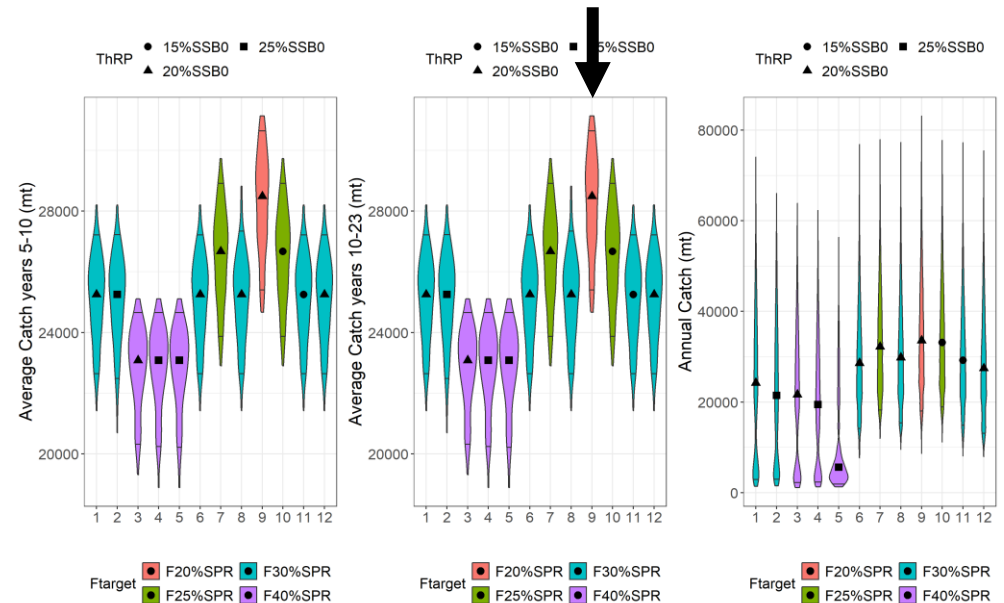 ThRP
15%SSB0 25%SSB0
20%SSB0
Average Catch years 5-10 (mt)
28000
24000
20000
1 2 3 4 5 6 7 8 9 10 11 12
Ftarget
F20%SPR F30%SPR
F25%SPR F40%SPR
ThRP
15%SSB0 5%SSB0
20%SSB0
Average Catch years 10-23 (mt)
28000
24000
20000
1 2 3 4 5 6 7 8 9 10 11 12
Ftarget
F20%SPR F30%SPR
F25%SPR F40%SPR
ThRP
15%SSB0 25%SSB0
20%SSB0
Annual Catch (mt)
80000
60000
40000
20000
0
1 2 3 4 5 6 7 8 9 10 11 12
Ftarget
F20%SPR F30%SPR
F25%SPR F40%SPR